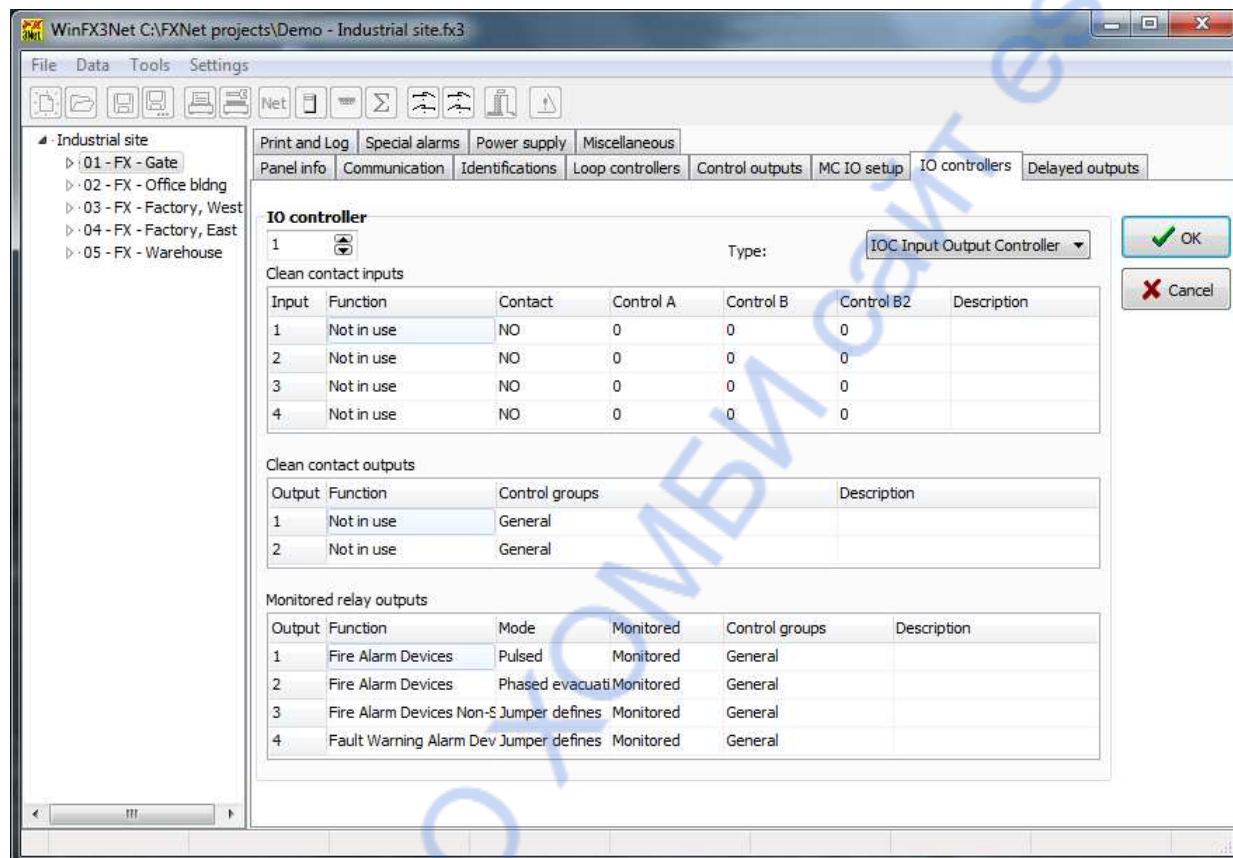 WinFX3Net C:\FXNet projects\Demo - Industrial site.fx3
File Data Tools Settings
Net Σ
Industrial site
01 - FX - Gate
02 - FX - Office bldng
03 - FX - Factory, West
04 - FX - Factory, East
05 - FX - Warehouse
Print and Log Special alarms Power supply Miscellaneous
Panel info Communication Identifications Loop controllers Control outputs MC IO setup IO controllers Delayed outputs
IO controller
1 Type: IOC Input Output Controller
OK
Cancel
Clean contact inputs
Input Function Contact Control A Control B Control B2 Description
1 Not in use NO 0 0 0
2 Not in use NO 0 0 0
3 Not in use NO 0 0 0
4 Not in use NO 0 0 0
Clean contact outputs
Output Function Control groups Description
1 Not in use General
2 Not in use General
Monitored relay outputs
Output Function Mode Monitored Control groups Description
1 Fire Alarm Devices Pulsed Monitored General
2 Fire Alarm Devices Phased evacuati Monitored General
3 Fire Alarm Devices Non-S Jumper defines Monitored General
4 Fault Warning Alarm Dev Jumper defines Monitored General
О ХОМБИ сайт es